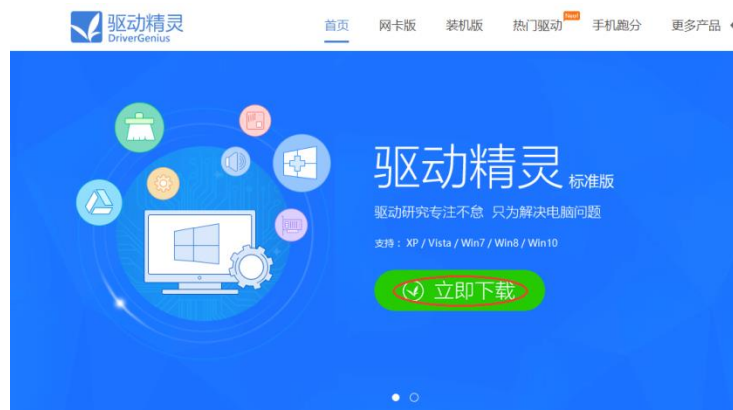 驱动精灵
DriverGenius
首页 网卡版 装机版 热门驱动 New! 手机跑分 更多产品
驱动精灵 标准版
驱动研究专注不怠 只为解决电脑问题
支持： XP / Vista / Win7 / Win8 / Win10
立即下载